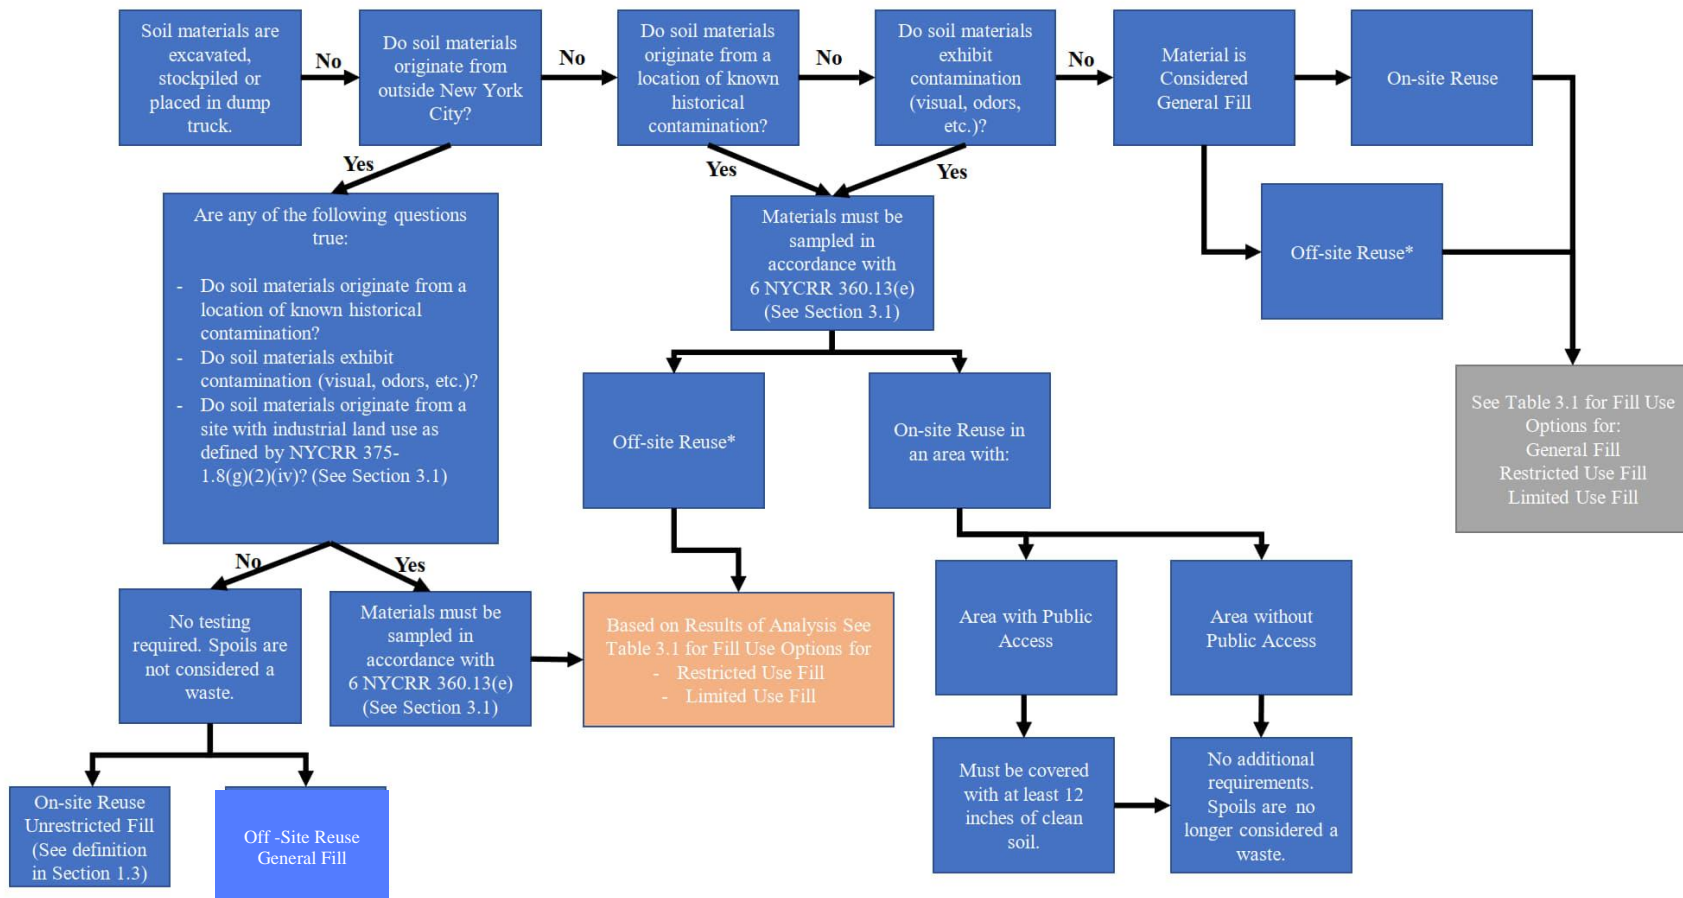 Soil materials are
excavated,
stockpiled or
placed in dump
truck.
No
Do soil materials
originate from
outside New York
City?
No
Do soil materials
originate from a
location of known
historical
contamination?
No
Do soil materials
exhibit
contamination
(visual, odors,
etc.)?
No
Material is
Considered
General Fill
On-site Reuse
Yes
Yes
Yes
Are any of the following questions
true:
- Do soil materials originate from a
location of known historical
contamination?
- Do soil materials exhibit
contamination (visual, odors, etc.)?
- Do soil materials originate from a
site with industrial land use as
defined by NYCRR 375-
1.8(g)(2)(iv)? (See Section 3.1)
Materials must be
sampled in
accordance with
6 NYCRR 360.13(e)
(See Section 3.1)
Off-site Reuse*
Off-site Reuse*
On-site Reuse in
an area with:
See Table 3.1 for Fill Use
Options for:
General Fill
Restricted Use Fill
Limited Use Fill
No
Yes
No testing
required. Spoils are
not considered a
waste.
Materials must be
sampled in
accordance with
6 NYCRR 360.13(e)
(See Section 3.1)
Based on Results of Analysis See
Table 3.1 for Fill Use Options for
- Restricted Use Fill
- Limited Use Fill
Area with Public
Access
Area without
Public Access
On-site Reuse
Unrestricted Fill
(See definition
in Section 1.3)
Off -Site Reuse
General Fill
Must be covered
with at least 12
inches of clean
soil.
No additional
requirements.
Spoils are no
longer considered a
waste.